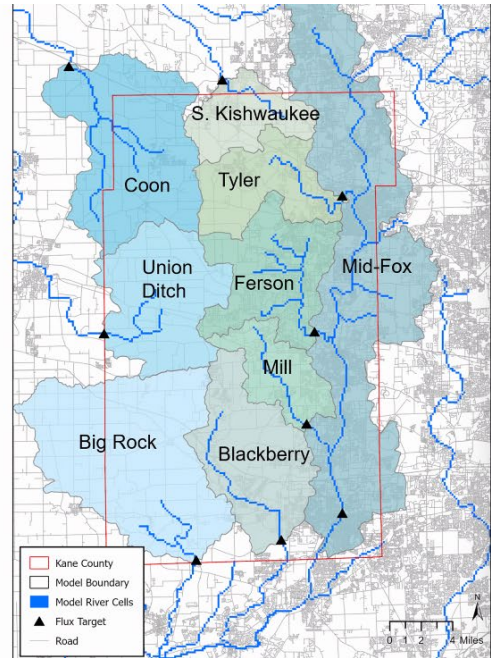 S. Kishwaukee
Coon
Tyler
Union
Ditch
Ferson
Mid-Fox
Mill
Big Rock
Blackberry
Kane County
Model Boundary
Model River Cells
Flux Target
Road
N
0 1 2 4 Miles